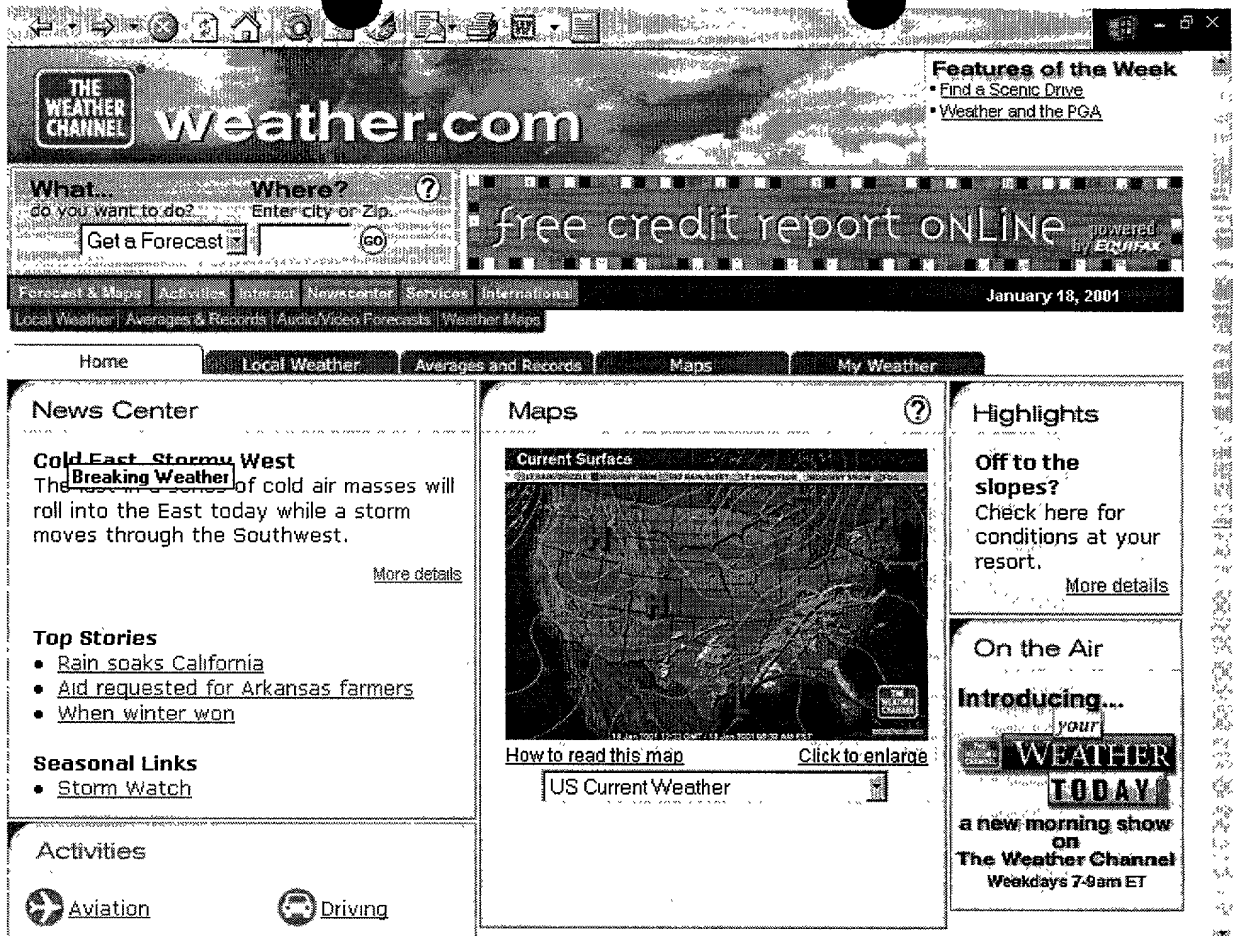 Features of the Week
Find a Scenic Drive
Weather and the PGA
THE
WEATHER
CHANNEL
weather.com
What...
do you want to do?
Get a Forecast
Where?
Enter city or Zip.
GO
?
free credit report onLiNe
powered
by EQUIFAX
Forecast & Maps Activities Interact Newscenter Services International
January 18, 2001
Local Weather Averages & Records Audio/Video Forecasts Weather Maps
Home Local Weather Averages and Records Maps My Weather
News Center
Cold East, Stormy West
Breaking Weather
The of cold air masses will
roll into the East today while a storm
moves through the Southwest.
More details
Top Stories
Rain soaks California
Aid requested for Arkansas farmers
When winter won
Seasonal Links
Storm Watch
Activities
Aviation
Driving
Maps
?
Current Surface
THE
WEATHER
CHANNEL
How to read this map
Click to enlarge
US Current Weather
Highlights
Off to the
slopes?
Check here for
conditions at your
resort.
More details
On the Air
Introducing...
your
WEATHER
TODAY
a new morning show
on
The Weather Channel
Weekdays 7-9am ET